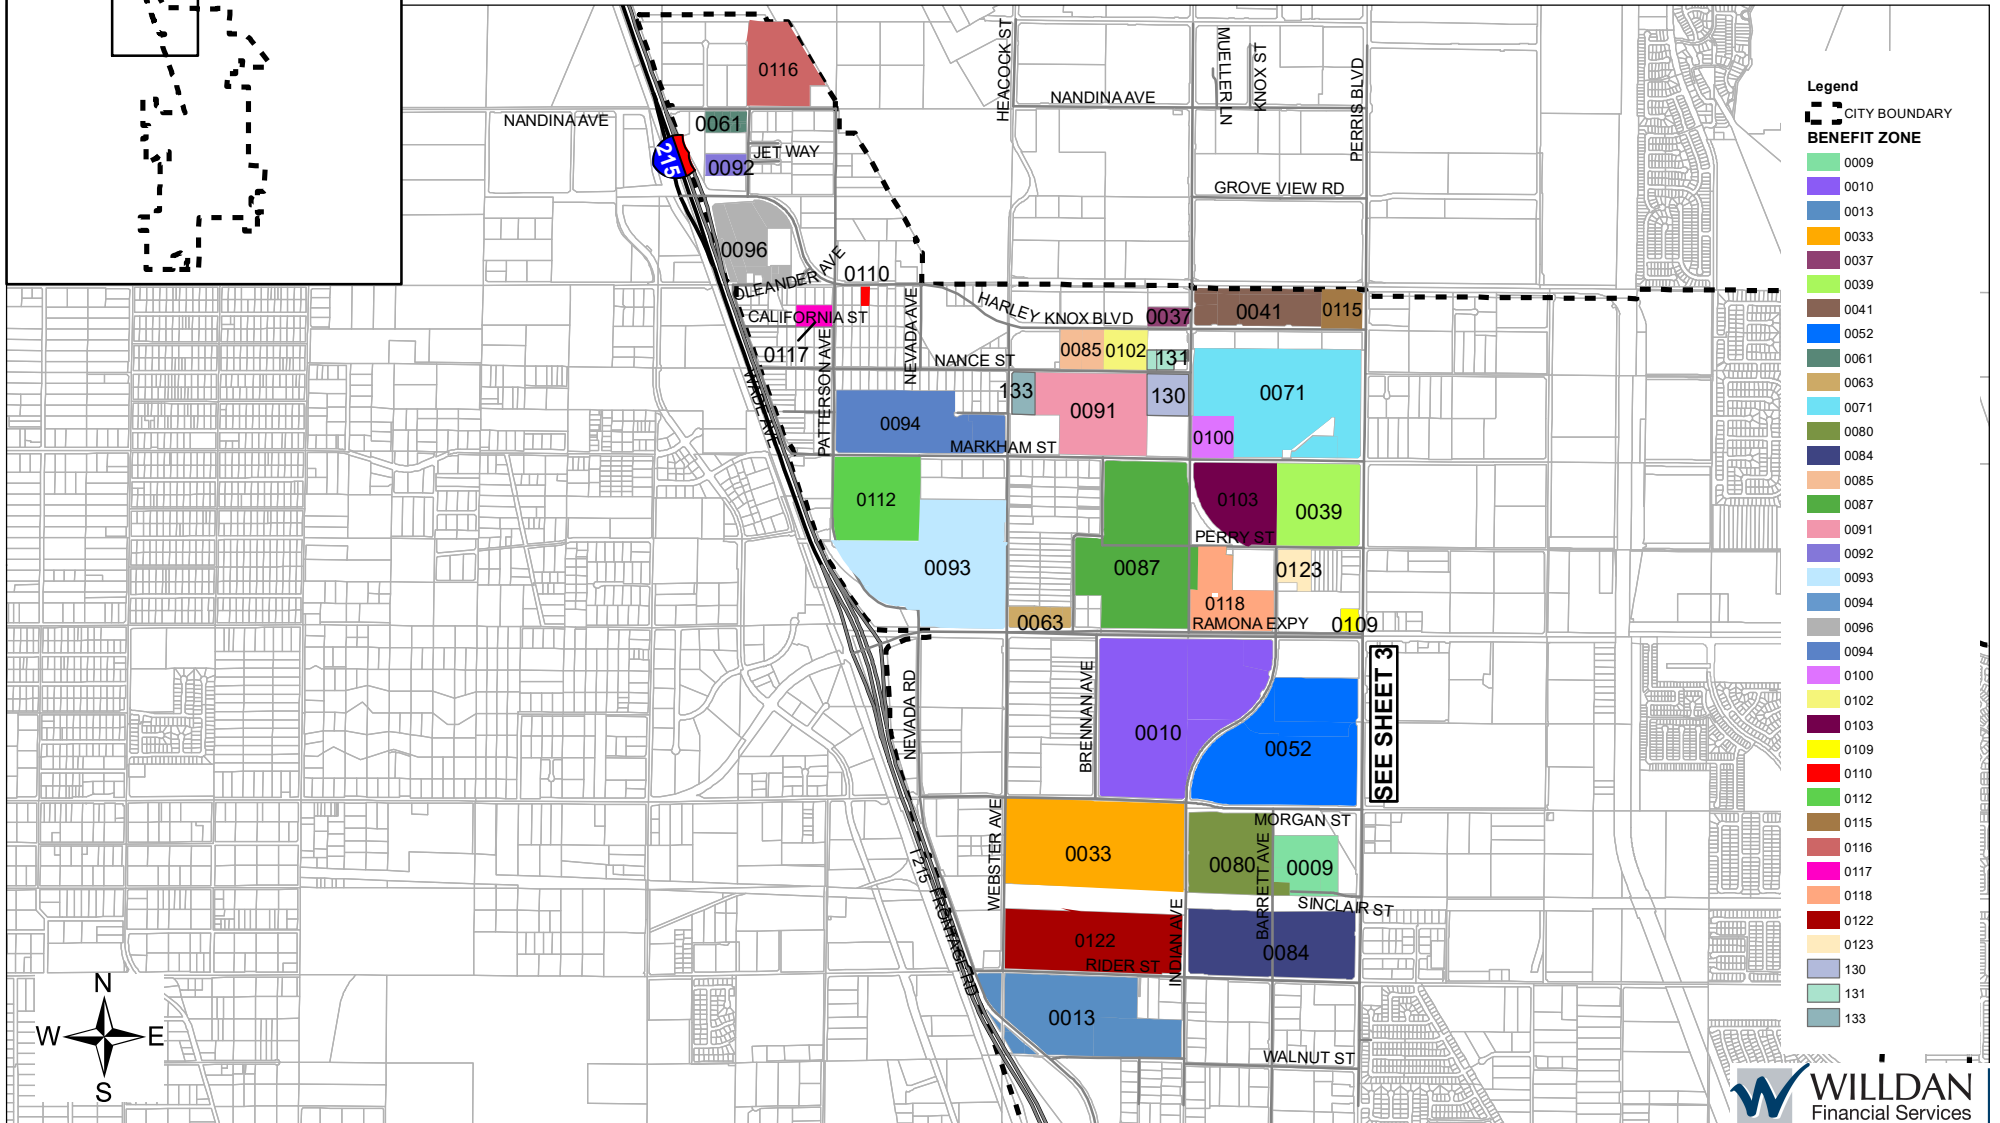 0116
HEACOCK ST
NANDINA AVE
MUELLER LN
KNOX ST
PERRIS BLVD
NANDINA AVE
0061
215
0092
JET WAY
GROVE VIEW RD
0096
OLEANDER AVE
0110
CALIFORNIA ST
0117
PATTERSON AVE
NEVADA AVE
HARLEY KNOX BLVD
0037
0041
0115
NANCE ST
0085
0102
131
WADE AVE
133
0091
130
0071
0094
MARKHAM ST
0100
0112
0103
0039
PERRY ST
0093
0087
0123
0118
0063
RAMONA EXPY
0109
NEVADA RD
BRENNAN AVE
0010
0052
SEE SHEET 3
WEBSTER AVE
MORGAN ST
0033
0080
BARRETT AVE
0009
I 215 FRONTAGE RD
SINCLAIR ST
INDIAN AVE
0122
RIDER ST
0084
0013
WALNUT ST
N
W
E
S
Legend
CITY BOUNDARY
BENEFIT ZONE
0009
0010
0013
0033
0037
0039
0041
0052
0061
0063
0071
0080
0084
0085
0087
0091
0092
0093
0094
0096
0094
0100
0102
0103
0109
0110
0112
0115
0116
0117
0118
0122
0123
130
131
133
WILLDAN
Financial Services